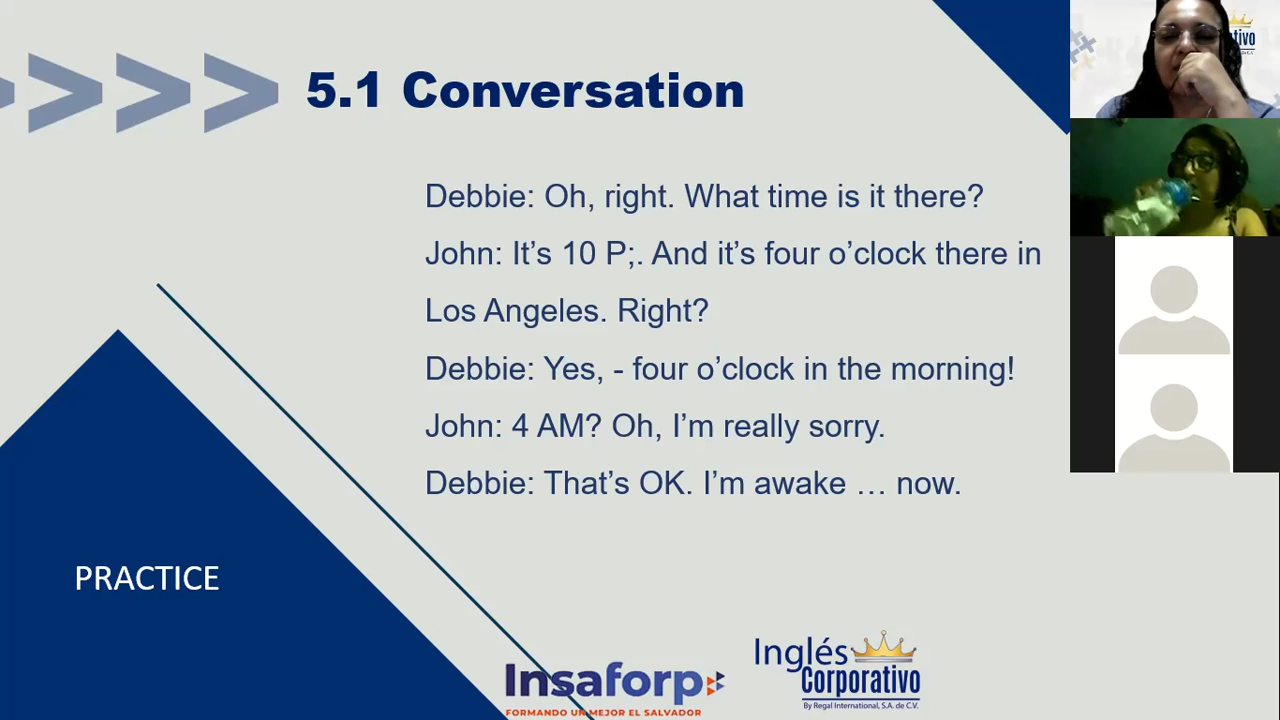 5.1 Conversation
Debbie: Oh, right. What time is it there?
John: It’s 10 P;. And it’s four o’clock there in
Los Angeles. Right?
Debbie: Yes, - four o’clock in the morning!
John: 4 AM? Oh, I’m really sorry.
Debbie: That’s OK. I’m awake … now.
PRACTICE
Insaforp
FORMANDO UN MEJOR EL SALVADOR
Inglés
Corporativo
By Regal International, S.A. de C.V.